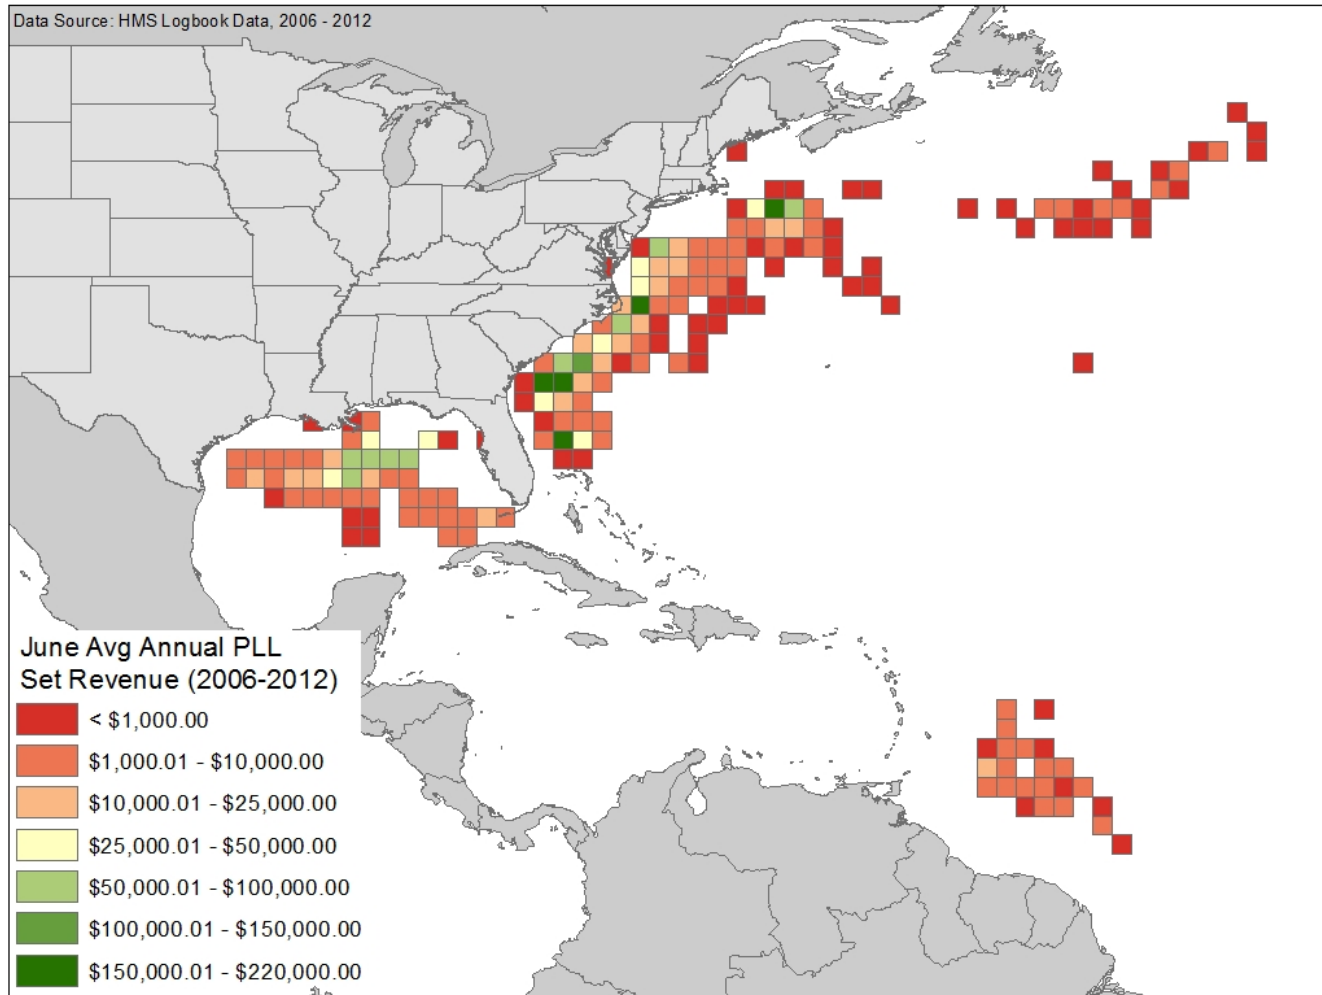 Data Source: HMS Logbook Data, 2006 - 2012
June Avg Annual PLL
Set Revenue (2006-2012)
< $1,000.00
$1,000.01 - $10,000.00
$10,000.01 - $25,000.00
$25,000.01 - $50,000.00
$50,000.01 - $100,000.00
$100,000.01 - $150,000.00
$150,000.01 - $220,000.00